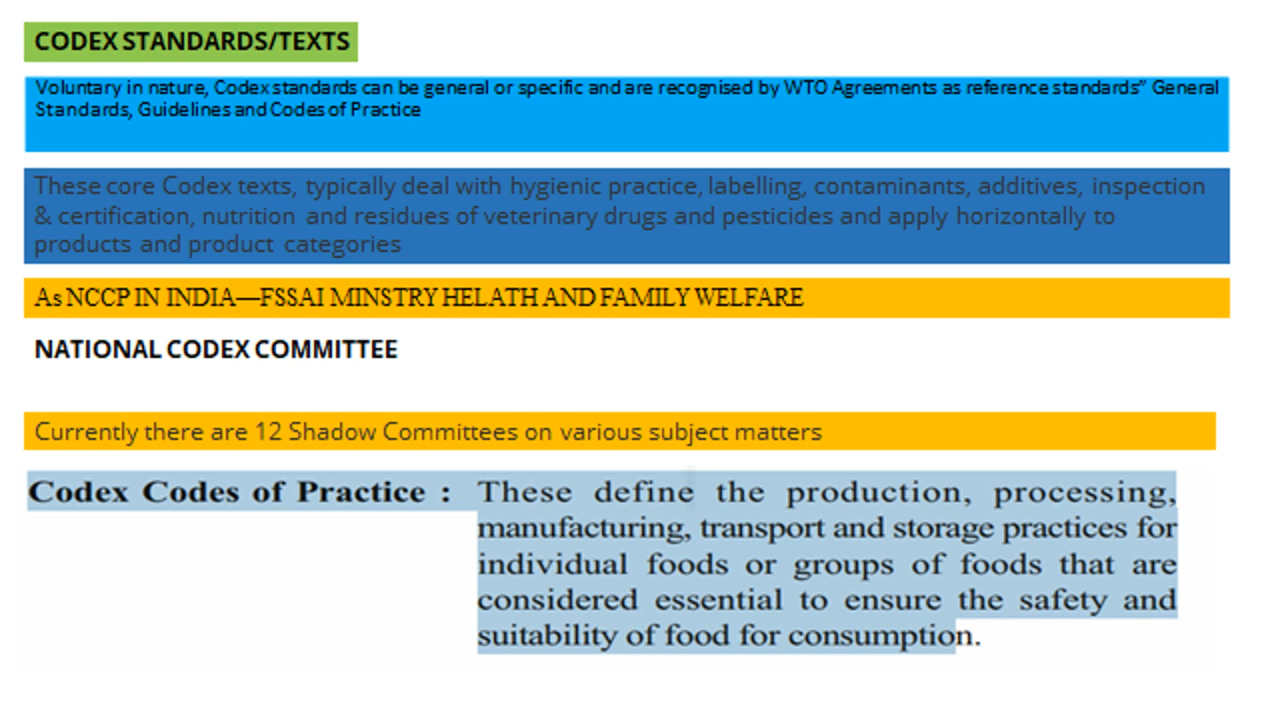 CODEX STANDARDS/TEXTS
Voluntary in nature, Codex standards can be general or specific and are recognised by WTO Agreements as reference standards” General
Standards, Guidelines and Codes of Practice
These core Codex texts, typically deal with hygienic practice, labelling, contaminants, additives, inspection
& certification, nutrition and residues of veterinary drugs and pesticides and apply horizontally to
products and product categories
As NCCP IN INDIA—FSSAI MINSTRY HELATH AND FAMILY WELFARE
NATIONAL CODEX COMMITTEE
Currently there are 12 Shadow Committees on various subject matters
Codex Codes of Practice : These define the production, processing,
manufacturing, transport and storage practices for
individual foods or groups of foods that are
considered essential to ensure the safety and
suitability of food for consumption.